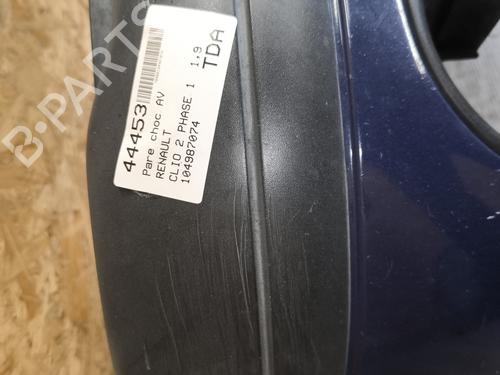 44453
Pare choc AV
RENAULT
CLIO 2 PHASE 1 1.9
104987074
TDA
B-PARTS